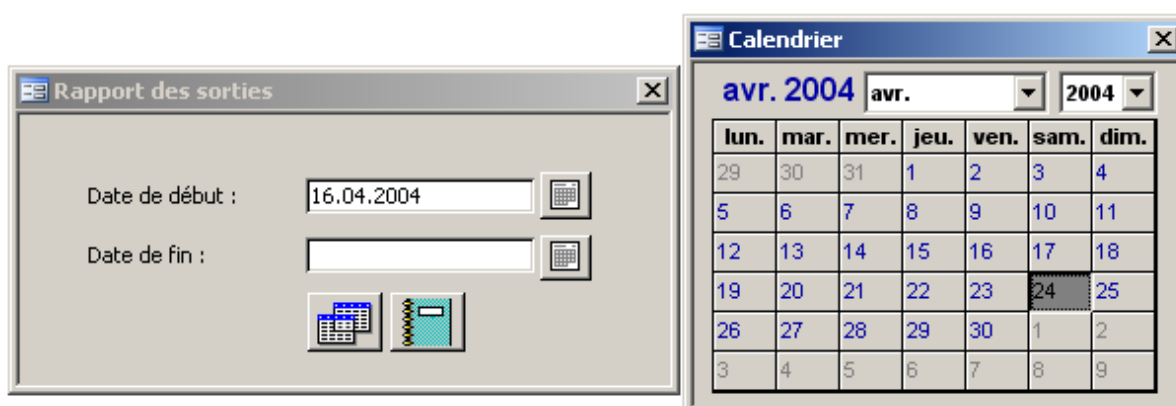 Rapport des sorties
Date de début :
16.04.2004
Date de fin :
Calendrier
avr. 2004 avr. 2004
lun. mar. mer. jeu. ven. sam. dim.
29 30 31 1 2 3 4
5 6 7 8 9 10 11
12 13 14 15 16 17 18
19 20 21 22 23 24 25
26 27 28 29 30 1 2
3 4 5 6 7 8 9